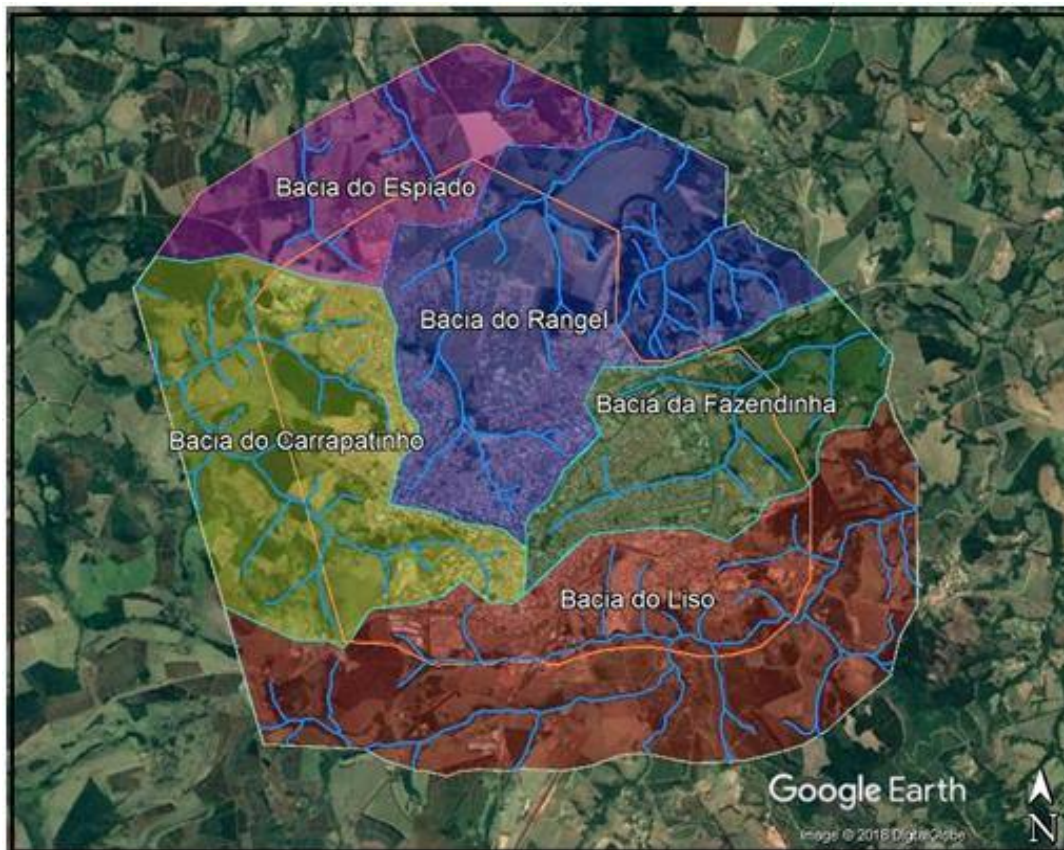 Bacia do Espiado
Bacia do Rangel
Bacia da Fazendinha
Bacia do Carrapatinho
Bacia do Liso
Google Earth
Image © 2018 DigitalGlobe
N